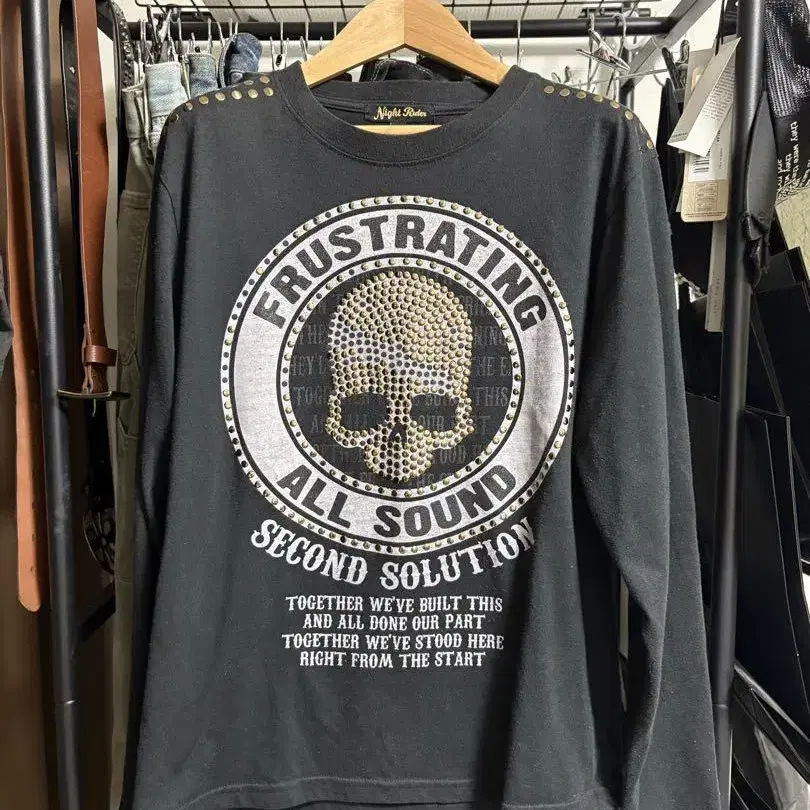 Night Rider
FRUSTRATING
ALL SOUND
SECOND SOLUTION
TOGETHER WE'VE BUILT THIS
AND ALL DONE OUR PART
TOGETHER WE'VE STOOD HERE
RIGHT FROM THE START